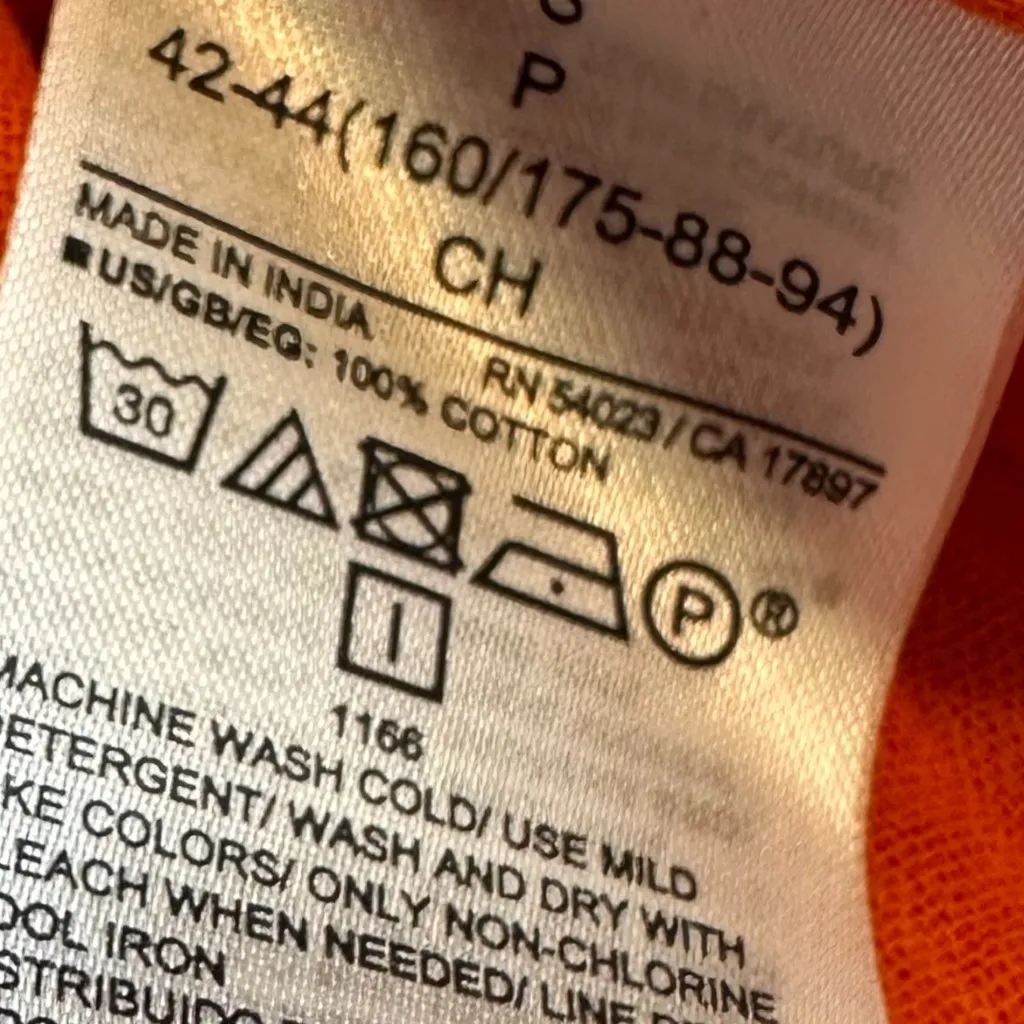 P
42-44(160/175-88-94)
CH
MADE IN INDIA RN 54023 / CA 17897
■US/GB/EG: 100% COTTON
30
P ®
1166
MACHINE WASH COLD/ USE MILD
DETERGENT/ WASH AND DRY WITH
KE COLORS/ ONLY NON-CHLORINE
LEACH WHEN NEEDED/ LINE
OOL IRON